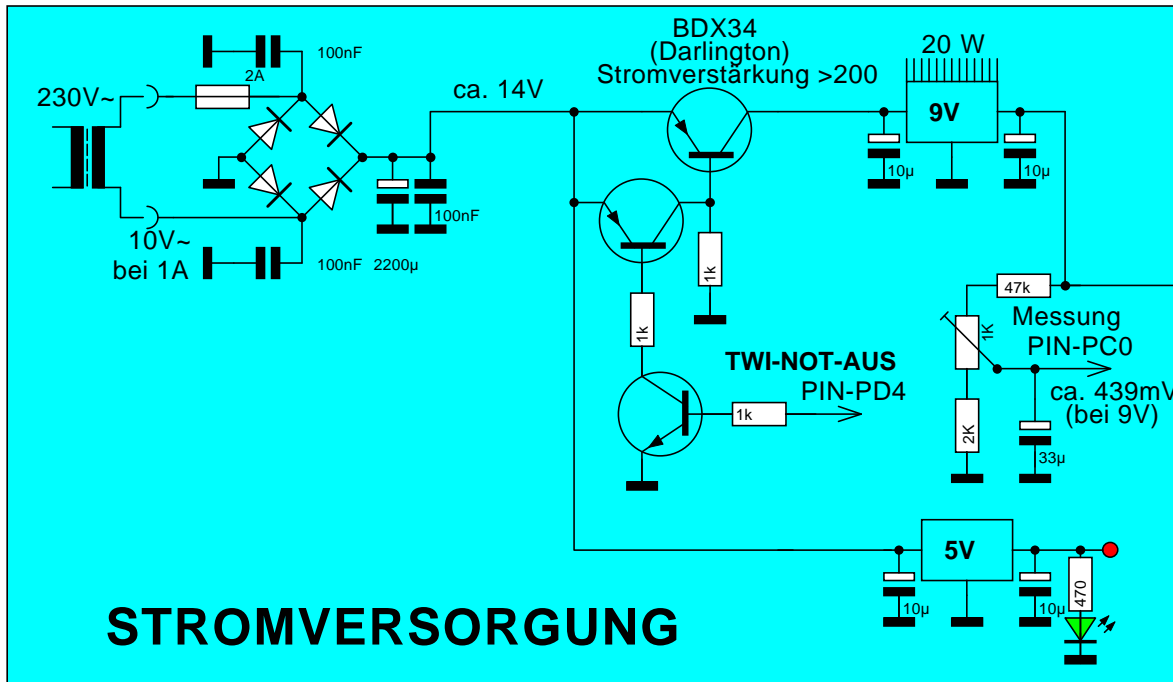 BDX34
(Darlington)
Stromverstärkung >200
20 W
100nF
2A
230V~
ca. 14V
9V
10µ
10µ
100nF
10V~
bei 1A
100nF 2200µ
1k
1k
47k
1K
Messung
PIN-PC0
TWI-NOT-AUS
PIN-PD4
1k
ca. 439mV
(bei 9V)
2K
33µ
5V
10µ
10µ
470
STROMVERSORGUNG